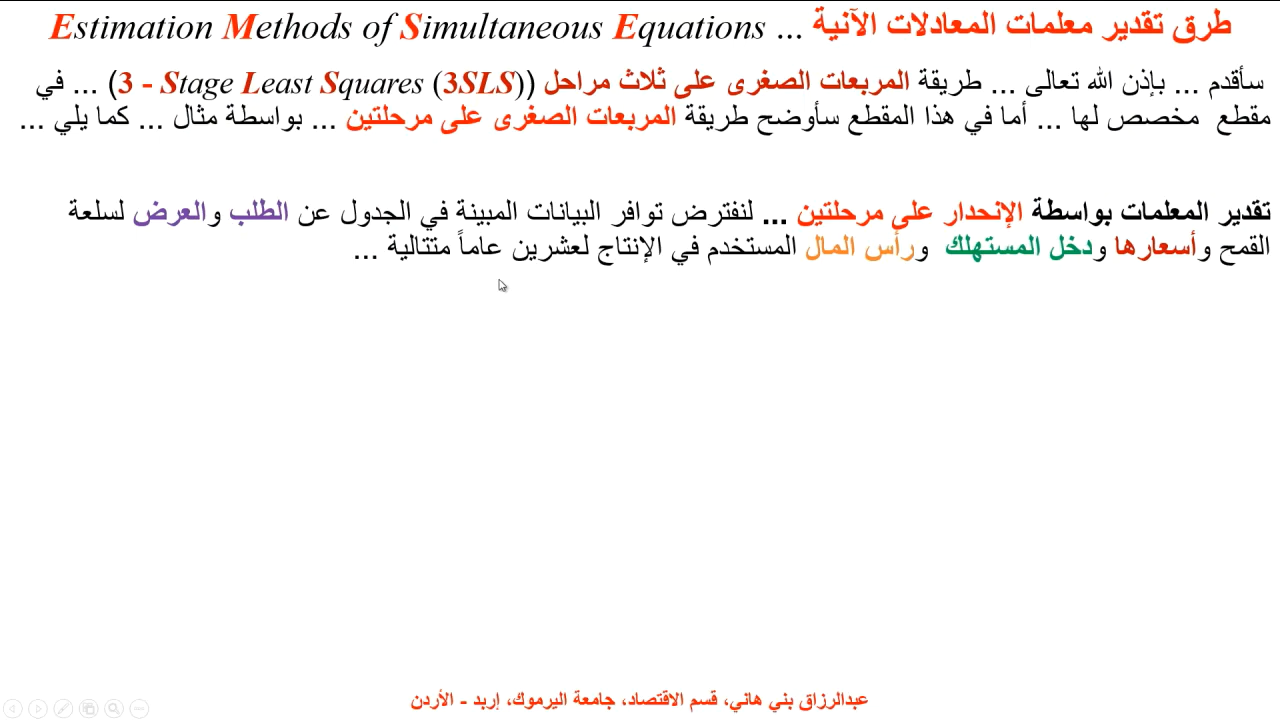 طرق تقدير معلمات المعادلات الآنية ... Estimation Methods of Simultaneous Equations
سأقدم ... بإذن الله تعالى ... طريقة المربعات الصغرى على ثلاث مراحل ((3 - Stage Least Squares (3SLS) ... في
مقطع مخصص لها ... أما في هذا المقطع سأوضح طريقة المربعات الصغرى على مرحلتين ... بواسطة مثال ... كما يلي ...
تقدير المعلمات بواسطة الإنحدار على مرحلتين ... لنفترض توافر البيانات المبينة في الجدول عن الطلب والعرض لسلعة
القمح وأسعارها ودخل المستهلك ورأس المال المستخدم في الإنتاج لعشرين عاماً متتالية ...
عبدالرزاق بني هاني، قسم الاقتصاد، جامعة اليرموك، إربد - الأردن